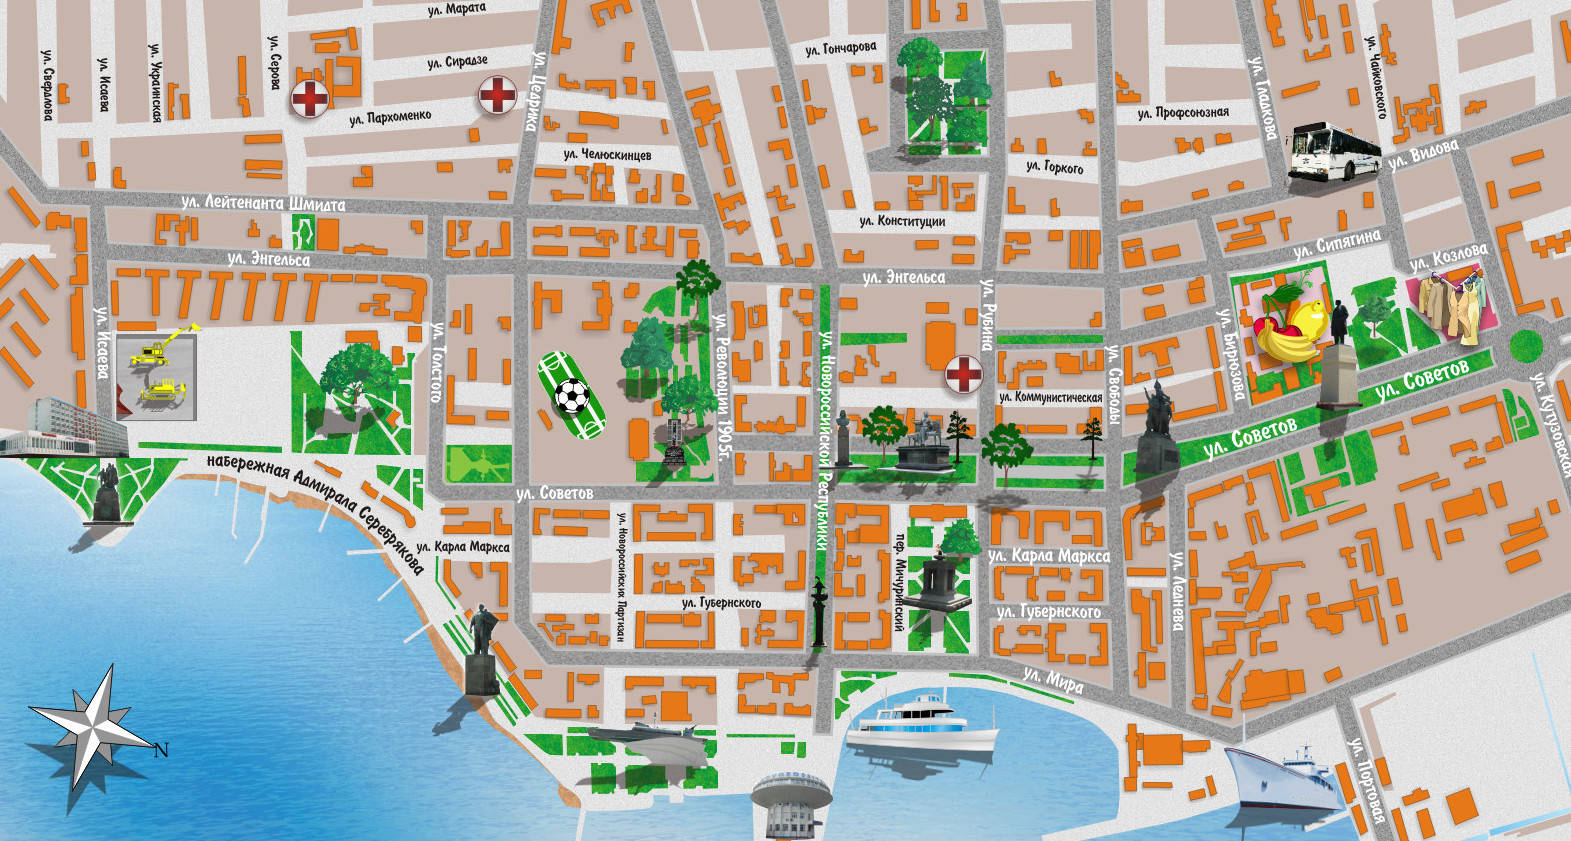 ул. Марата
ул. Гончарова
ул. Сирадзе
ул. Свердлова
ул. Исаева
ул. Украинская
ул. Серова
ул. Цедрика
ул. Гладкова
ул. Чайковского
ул. Пархоменко
ул. Профсоюзная
ул. Челюскинцев
ул. Горкого
ул. Видова
ул. Лейтенанта Шмидта
ул. Конституции
ул. Энгельса
ул. Энгельса
ул. Сипягина
ул. Козлова
ул. Исаева
ул. Толстого
ул. Революции 1905г.
ул. Новороссийской Республики
ул. Рубина
ул. Свободы
ул. Бирюзова
ул. Коммунистическая
ул. Советов
ул. Советов
ул. Кутузовская
набережная Адмирала Серебрякова
ул. Советов
ул. Карла Маркса
ул. Новороссийских Партизан
пер. Мичуринский
ул. Карла Маркса
ул. Леднева
ул. Губернского
ул. Губернского
ул. Мира
ул. Портовая
N